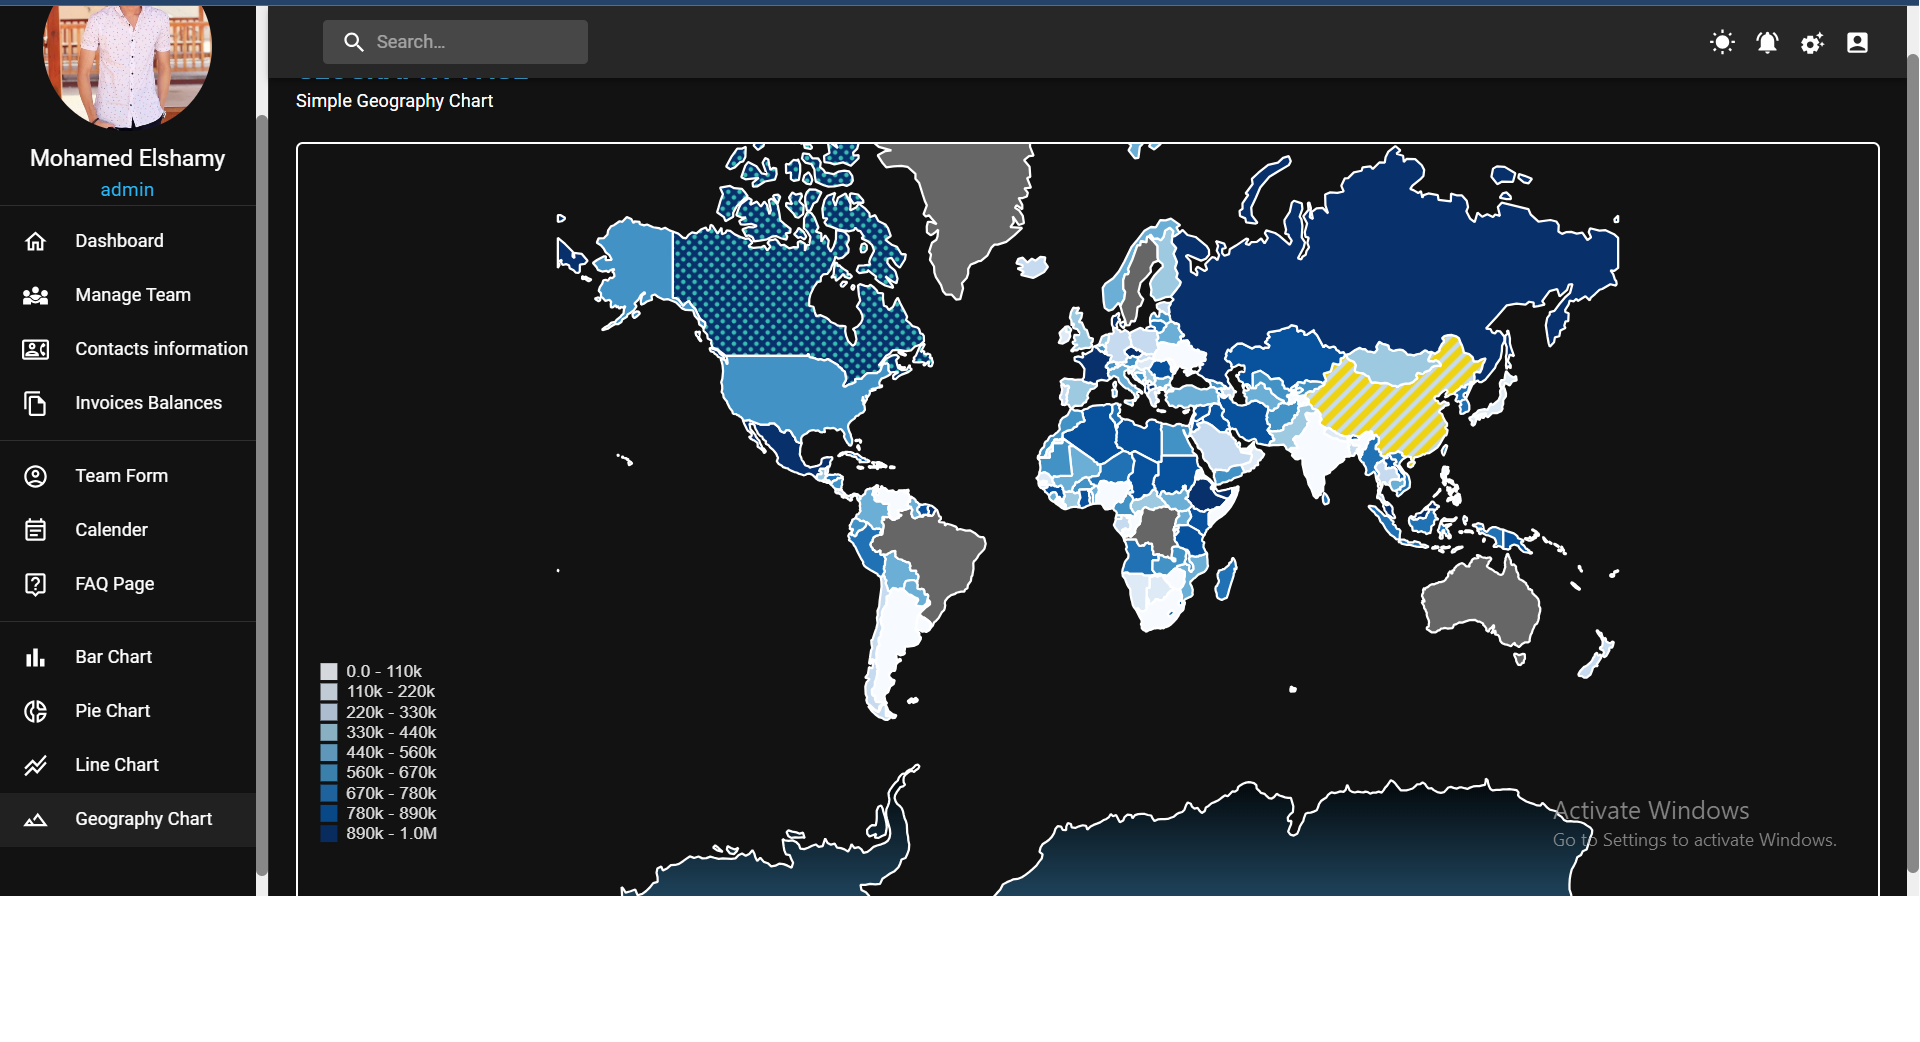 Search...
Simple Geography Chart
Mohamed Elshamy
admin
Dashboard
Manage Team
Contacts information
Invoices Balances
Team Form
Calender
FAQ Page
Bar Chart
Pie Chart
Line Chart
Geography Chart
0.0 - 110k
110k - 220k
220k - 330k
330k - 440k
440k - 560k
560k - 670k
670k - 780k
780k - 890k
890k - 1.0M
Activate Windows
Go to Settings to activate Windows.